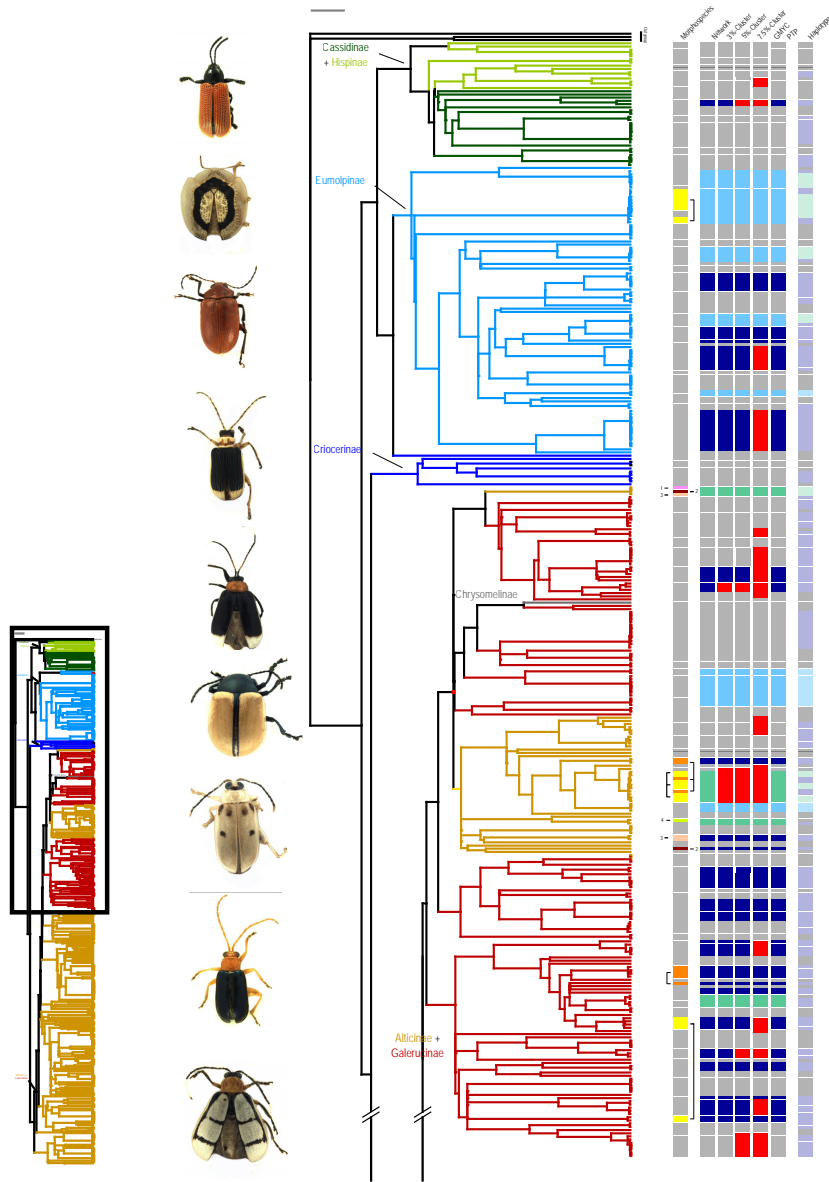 Morphospecies
Network
3%-Cluster
5%-Cluster
7.5%-Cluster
GMYC
PTP
Haplotype
Cassidinae
+ Hispinae
Eumolpinae
Criocerinae
1
3
2
Chrysomelinae
4
3
2
Alticinae +
Galerucinae